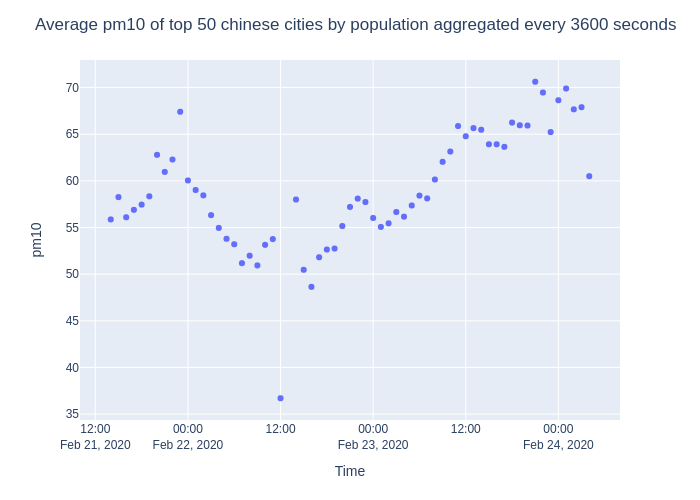 Average pm10 of top 50 chinese cities by population aggregated every 3600 seconds
pm10
70
65
60
55
50
45
40
35
12:00
Feb 21, 2020
00:00
Feb 22, 2020
12:00
00:00
Feb 23, 2020
12:00
00:00
Feb 24, 2020
Time